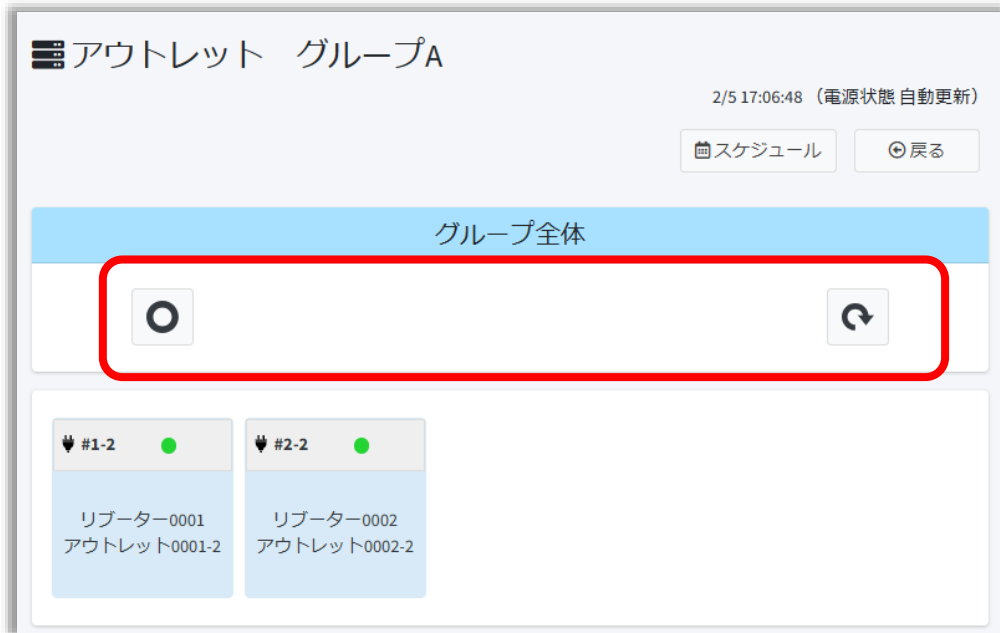 アウトレット　グループA
2/5 17:06:48 （電源状態 自動更新）
スケジュール
戻る
グループ全体
#1-2
#2-2
リブーター0001
アウトレット0001-2
リブーター0002
アウトレット0002-2